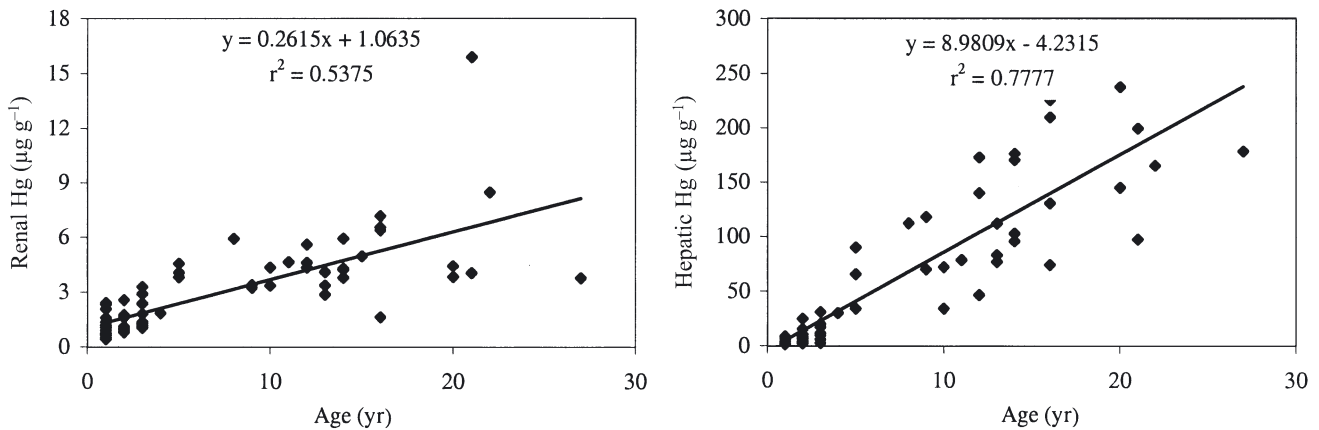 y = 0.2615x + 1.0635
r² = 0.5375
Renal Hg (μg g⁻¹)
18
15
12
9
6
3
0
0 10 20 30
Age (yr)
y = 8.9809x - 4.2315
r² = 0.7777
Hepatic Hg (μg g⁻¹)
300
250
200
150
100
50
0
0 10 20 30
Age (yr)